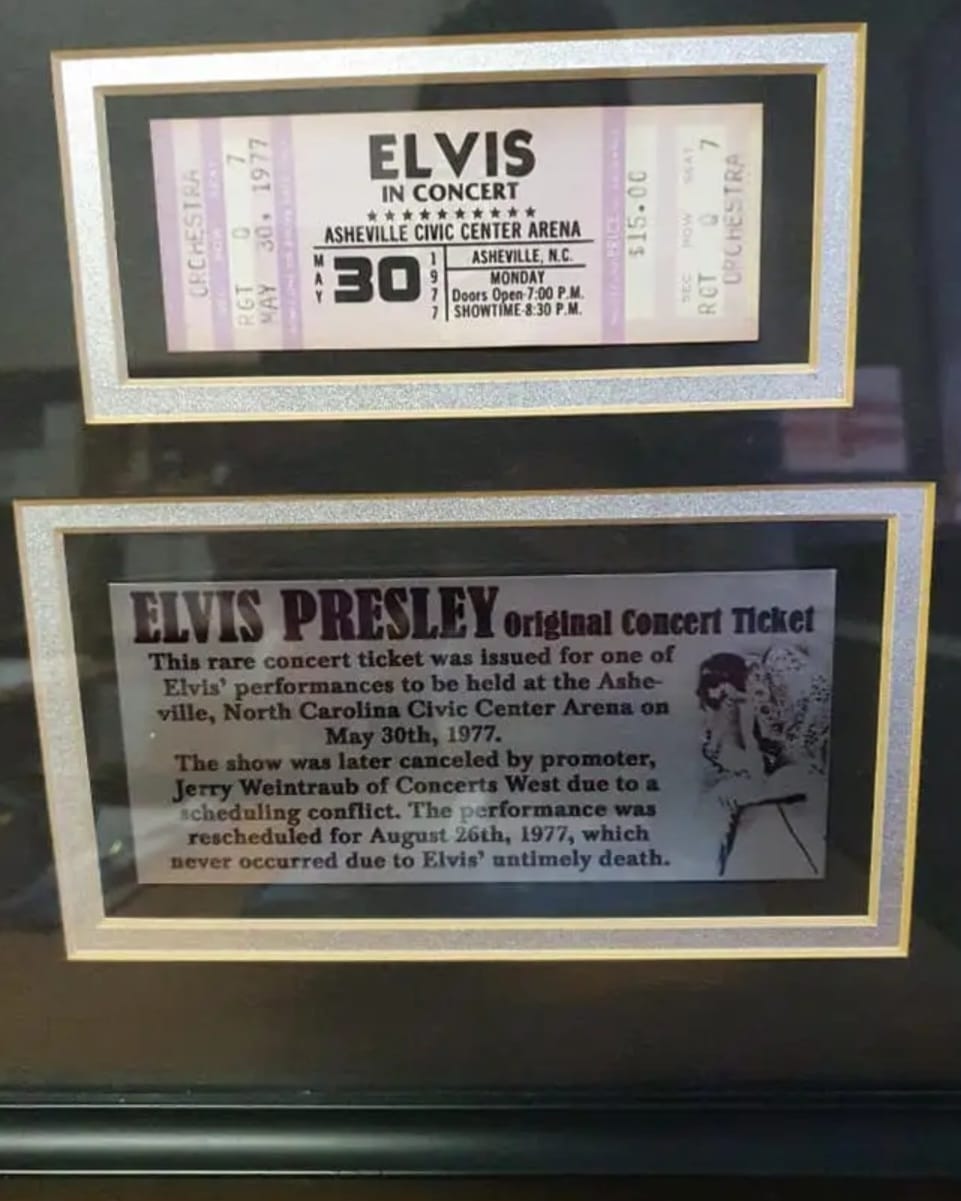 ORCHESTRA
RGT Q 7
MAY 30, 1977
ELVIS
IN CONCERT
★★★★★★★★★★
ASHEVILLE CIVIC CENTER ARENA
MAY 30 1977
ASHEVILLE, N.C.
MONDAY
Doors Open-7:00 P.M.
SHOWTIME-8:30 P.M.
PRICE
$15.00
SEC ROW SEAT
RGT Q 7
ORCHESTRA
ELVIS PRESLEY Original Concert Ticket
This rare concert ticket was issued for one of
Elvis' performances to be held at the Ashe-
ville, North Carolina Civic Center Arena on
May 30th, 1977.
The show was later canceled by promoter,
Jerry Weintraub of Concerts West due to a
scheduling conflict. The performance was
rescheduled for August 26th, 1977, which
never occurred due to Elvis' untimely death.